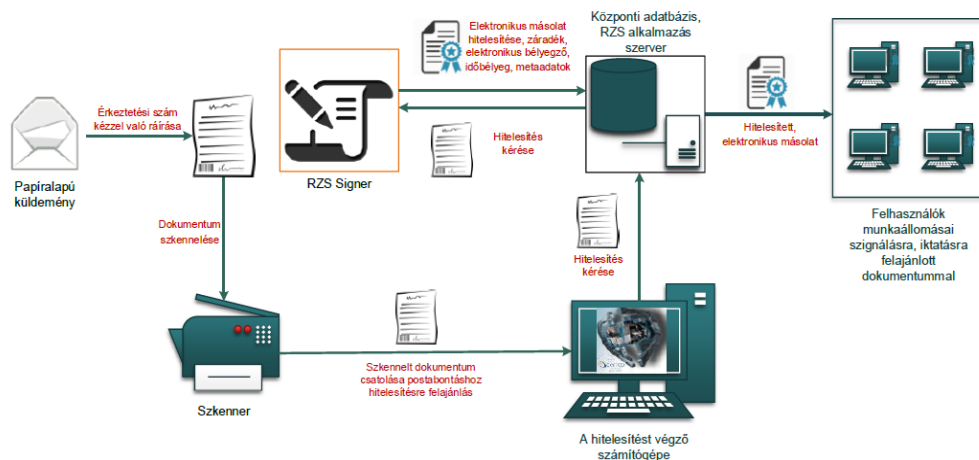 Elektronikus másolat
hitelesítése, záradék,
elektronikus bélyegző,
időbélyeg, metaadatok
Központi adatbázis,
RZS alkalmazás
szerver
Érkeztetési szám
kézzel való ráírása
Papíralapú
küldemény
RZS Signer
Hitelesítés
kérése
Hitelesített,
elektronikus másolat
Felhasználók
munkaállomásai
szignálásra, iktatásra
felajánlott
dokumentummal
Dokumentum
szkennelése
Hitelesítés
kérése
Szkenner
Szkennelt dokumentum
csatolása postabontáshoz
hitelesítésre felajánlás
A hitelesítést végző
számítógépe